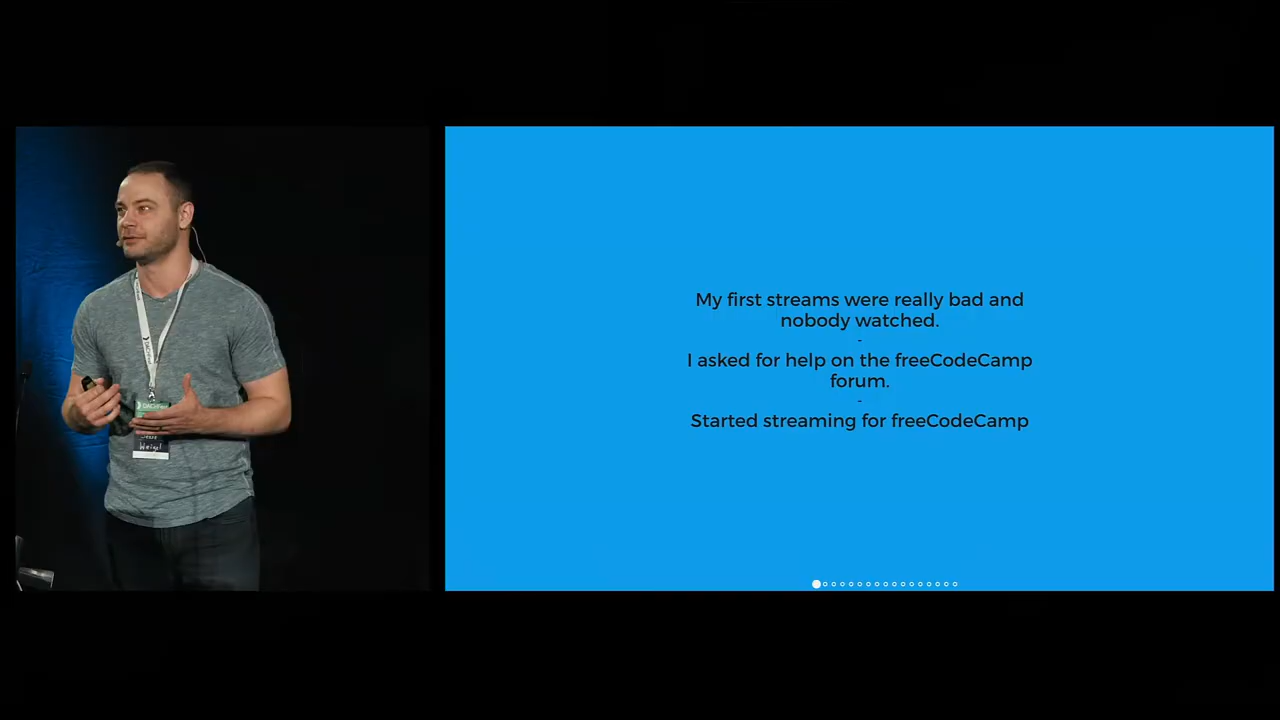 My first streams were really bad and
nobody watched.
-
I asked for help on the freeCodeCamp
forum.
-
Started streaming for freeCodeCamp
Weigel